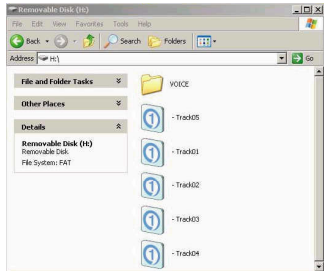 Removable Disk (H:)
File Edit View Favorites Tools Help
Back Search Folders
Address H:\ Go
File and Folder Tasks
Other Places
Details
Removable Disk (H:)
Removable Disk
File System: FAT
VOICE
- Track05
- Track01
- Track02
- Track03
- Track04